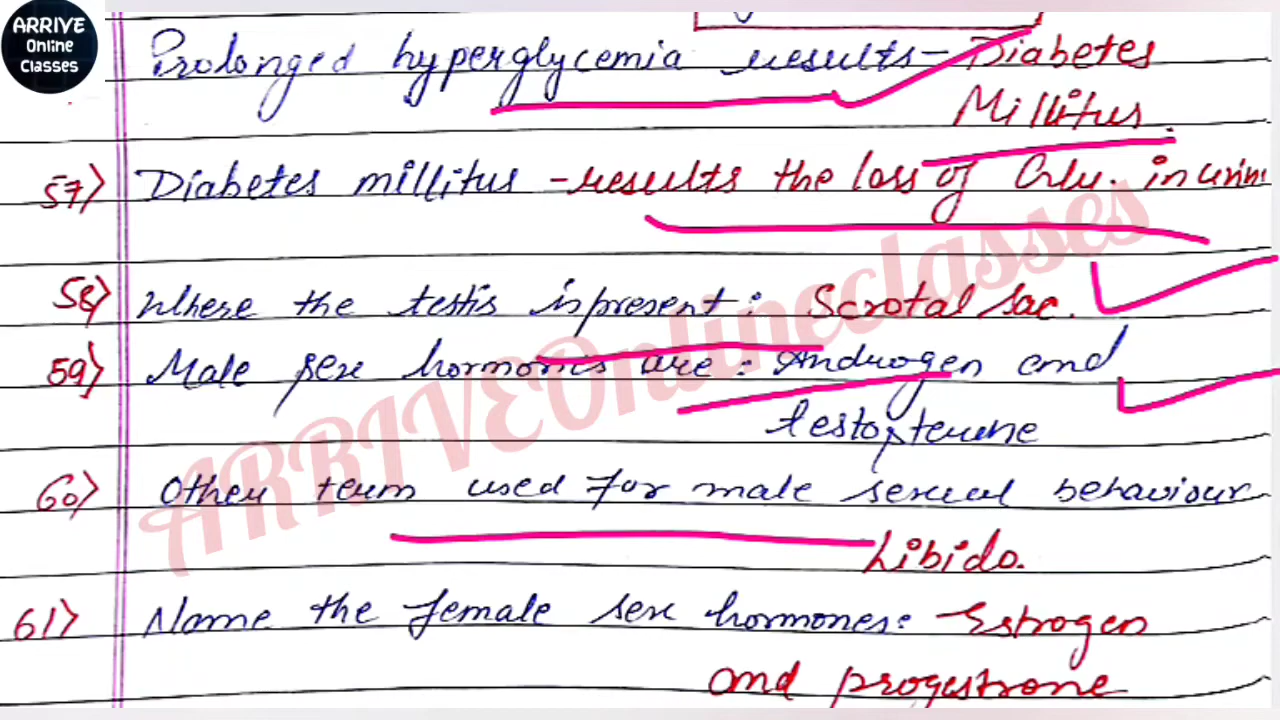 ARRIVE
Online
Classes
Prolonged hyperglycemia results- Diabetes
Millitus.
57) Diabetes millitus - results the loss of Glu. in urin
58) Where the testis is present: Scrotal Sac.
59) Male sex hormones are: Androgen and
testosterone
60) Other term used for male sexual behaviour
Libido.
61) Name the female sex hormones: Estrogen
and progestrone
ARRIVEOnlineclasses